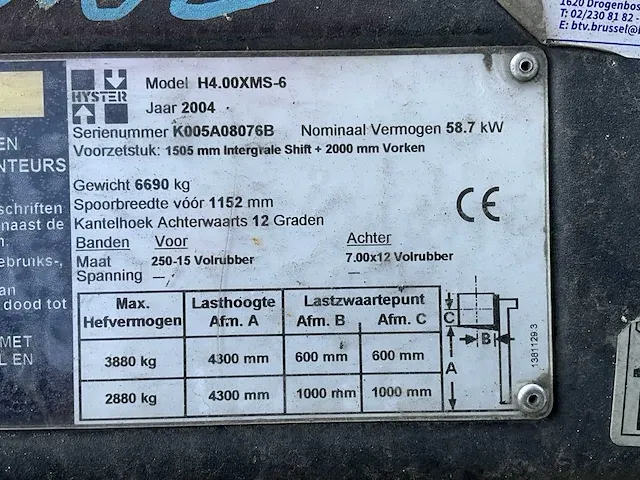 1620 Drogenbos
T: 02/230 81 82 -
E: btv.brussel@
HYSTER
Model H4.00XMS-6
Jaar 2004
Serienummer K005A08076B Nominaal Vermogen 58.7 kW
Voorzetstuk: 1505 mm Intergrale Shift + 2000 mm Vorken
Gewicht 6690 kg
Spoorbreedte vóór 1152 mm
Kantelhoek Achterwaarts 12 Graden
CE
Banden Voor Achter
Maat 250-15 Volrubber 7.00x12 Volrubber
Spanning — —
Max. Hefvermogen Lasthoogte Afm. A Lastzwaartepunt Afm. B Afm. C
3880 kg 4300 mm 600 mm 600 mm
2880 kg 4300 mm 1000 mm 1000 mm
C
B
A
1381129.3
EN
NTEURS
schriften
naast de
n
ebruiks-,
an
dood tot
MET
L EN